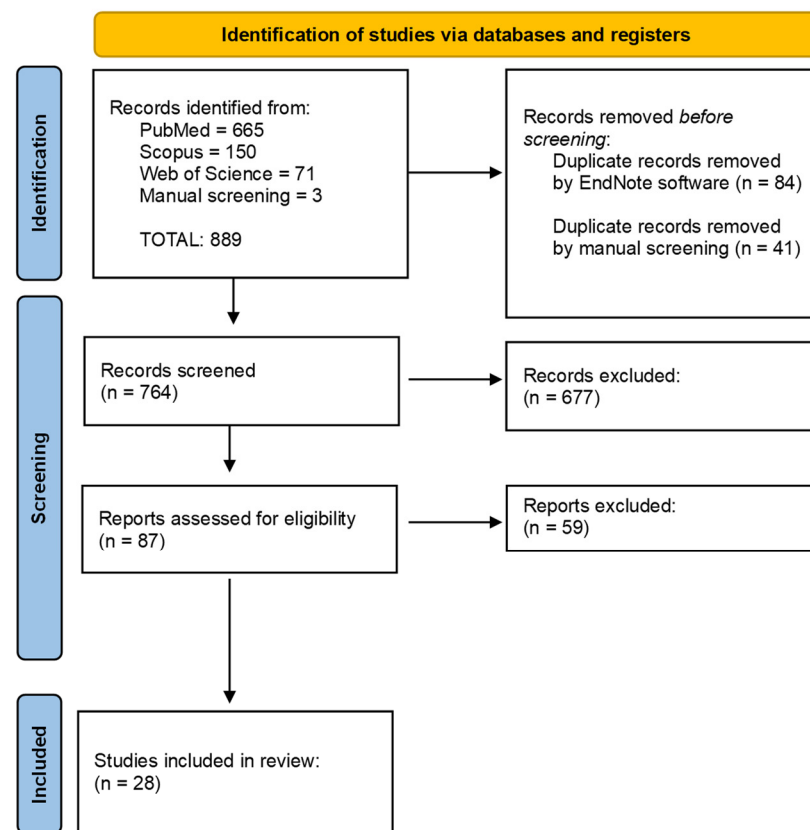 Identification of studies via databases and registers
Identification
Records identified from:
PubMed = 665
Scopus = 150
Web of Science = 71
Manual screening = 3
TOTAL: 889
Records removed before
screening:
Duplicate records removed
by EndNote software (n = 84)
Duplicate records removed
by manual screening (n = 41)
Screening
Records screened
(n = 764)
Records excluded:
(n = 677)
Reports assessed for eligibility
(n = 87)
Reports excluded:
(n = 59)
Included
Studies included in review:
(n = 28)